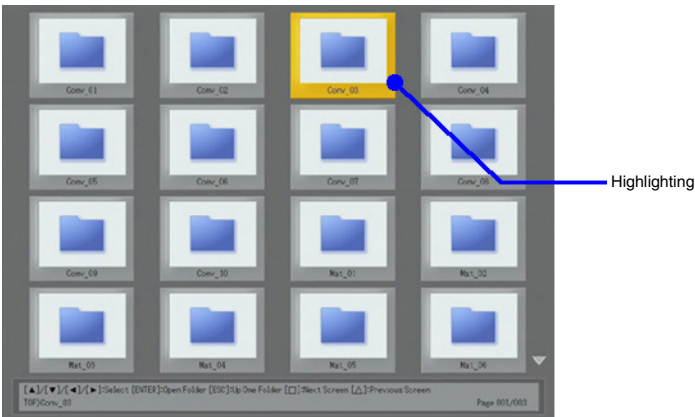 Conv_01
Conv_02
Conv_03
Conv_04
Conv_05
Conv_06
Conv_07
Conv_08
Highlighting
Conv_09
Conv_10
Mat_01
Mat_02
Mat_03
Mat_04
Mat_05
Mat_06
[▲]/[▼]/[◄]/[►]:Select [ENTER]:Open Folder [ESC]:Up One Folder [□]:Next Screen [△]:Previous Screen
TOP)Conv_03
Page 001/003